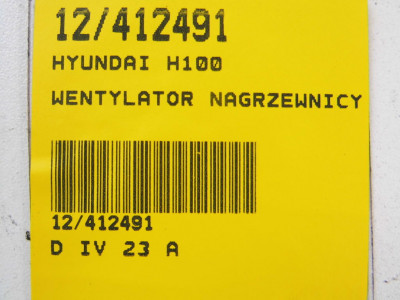 12/412491
HYUNDAI H100
WENTYLATOR NAGRZEWNICY
12/412491
D IV 23 A